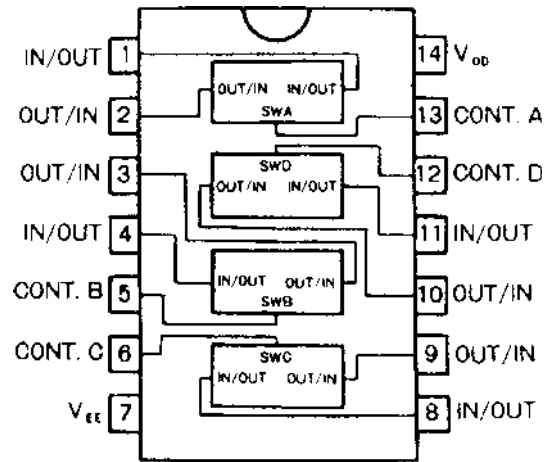 IN/OUT 1
14 V_DD
OUT/IN IN/OUT
SWA
OUT/IN 2
13 CONT. A
OUT/IN 3
SWD
12 CONT. D
OUT/IN IN/OUT
IN/OUT 4
11 IN/OUT
IN/OUT OUT/IN
SWB
CONT. B 5
10 OUT/IN
CONT. C 6
SWC
9 OUT/IN
IN/OUT OUT/IN
V_EE 7
8 IN/OUT